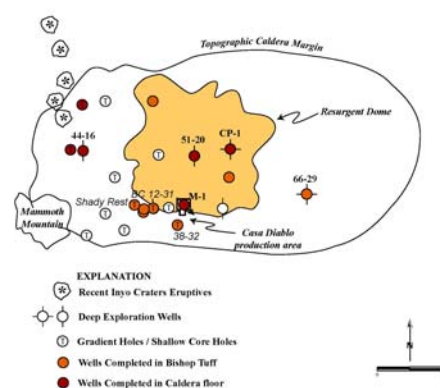 Topographic Caldera Margin
Resurgent Dome
CP-1
51-20
44-16
66-29
BC 12-31
M-1
Shady Rest
Mammoth
Mountain
38-32
Casa Diablo
production area
EXPLANATION
Recent Inyo Craters Eruptives
Deep Exploration Wells
T
Gradient Holes / Shallow Core Holes
Wells Completed in Bishop Tuff
Wells Completed in Caldera floor
N